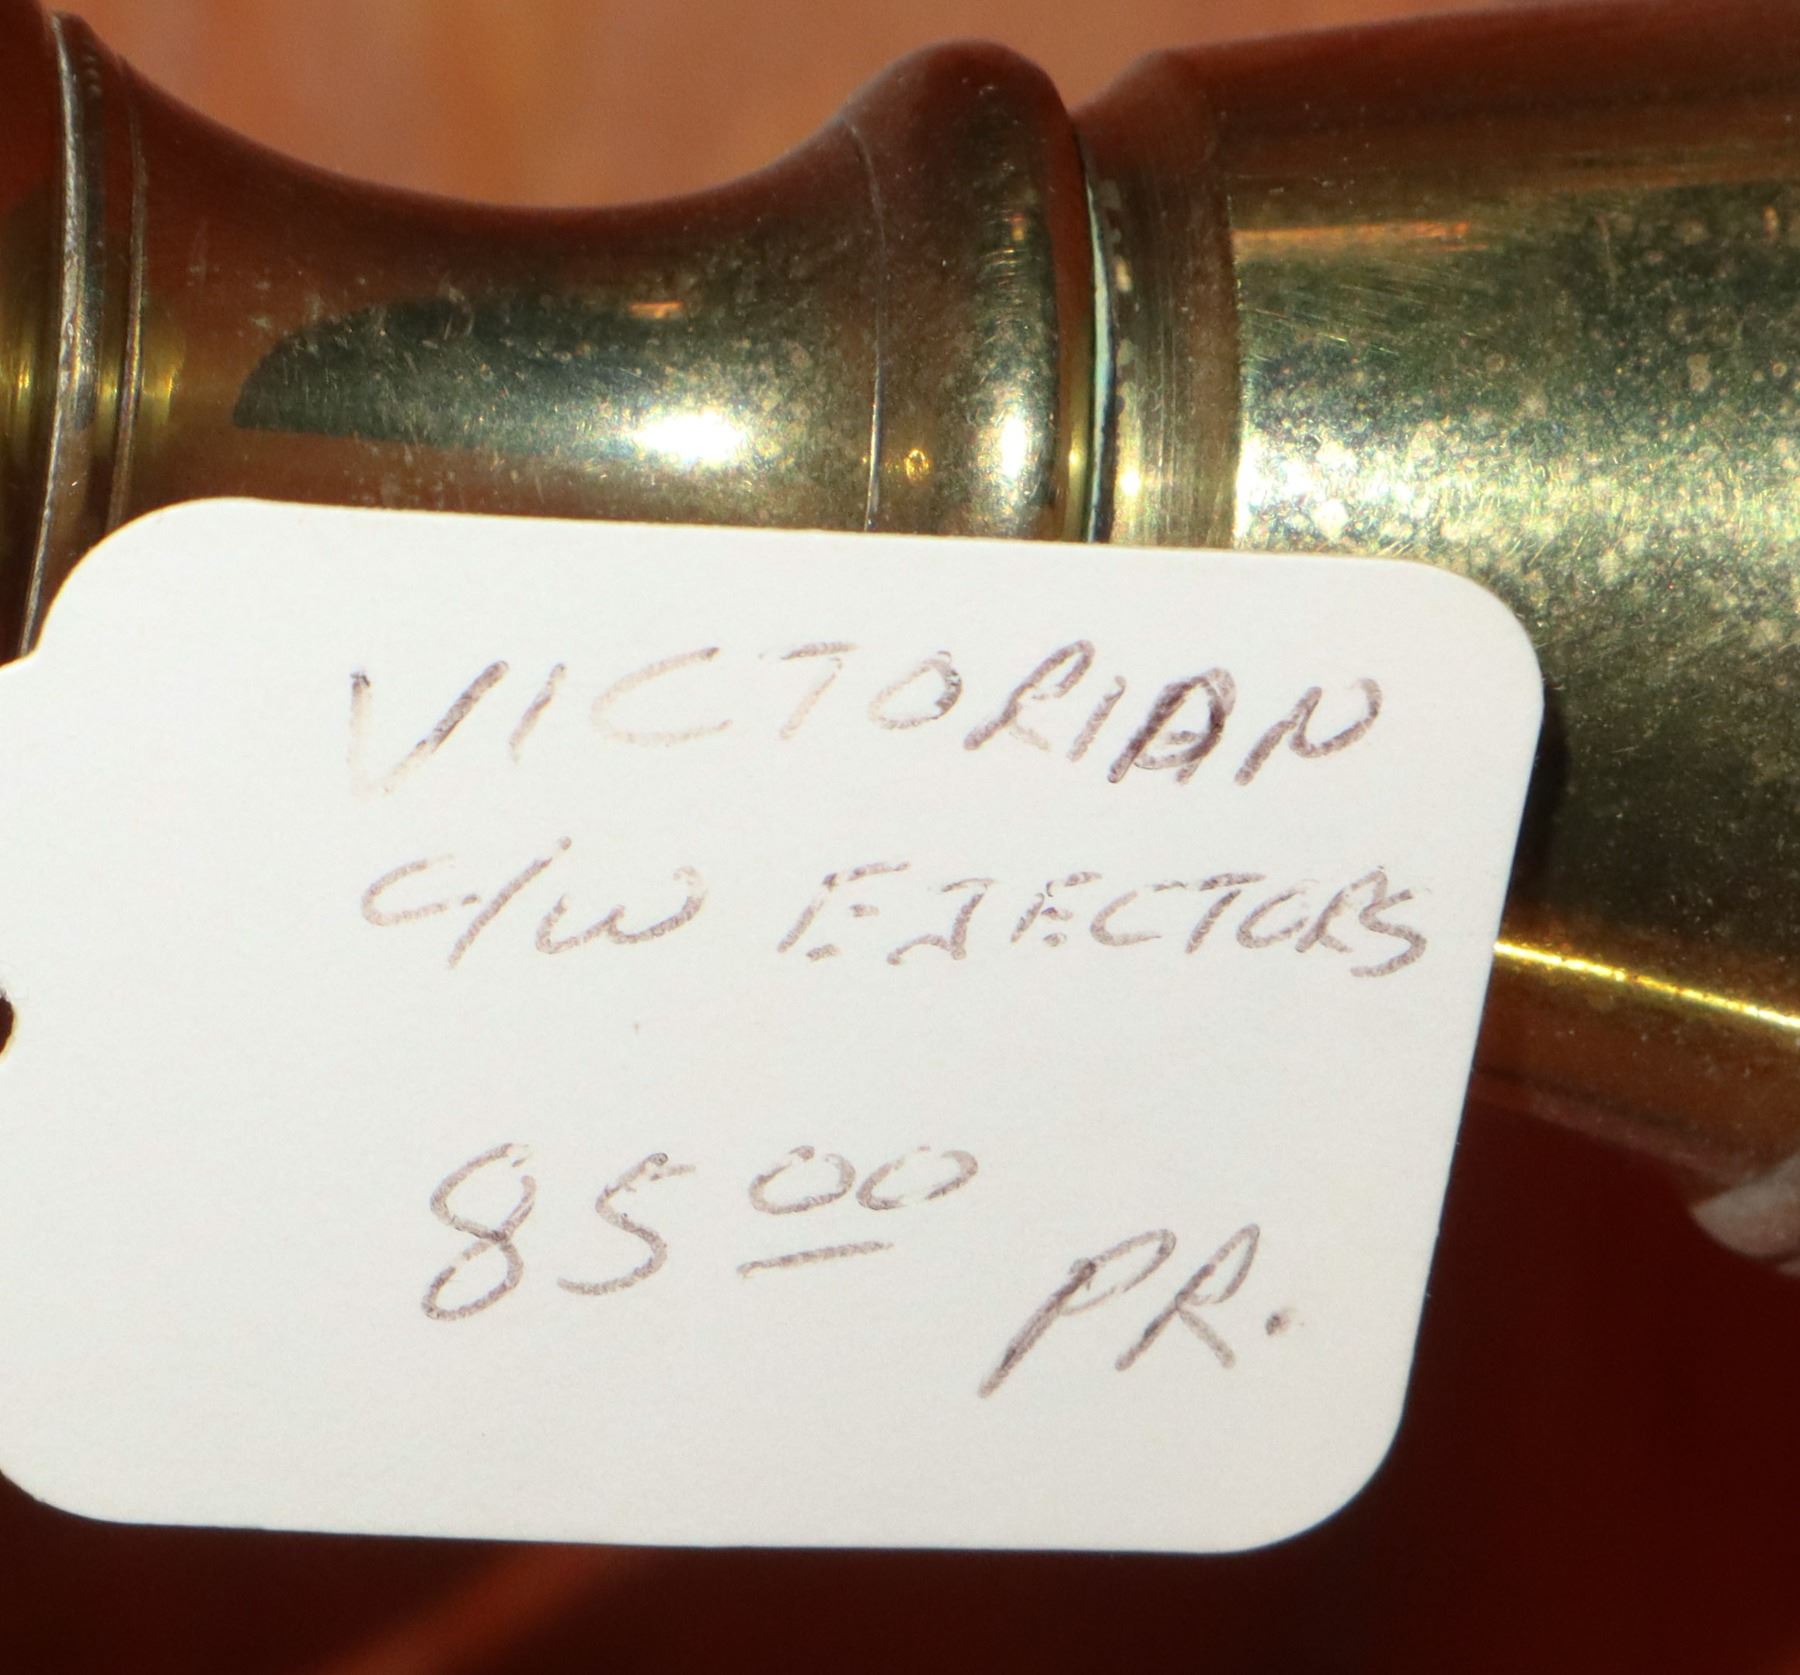 VICTORIAN
C/W EJECTORS
85 00 PR.